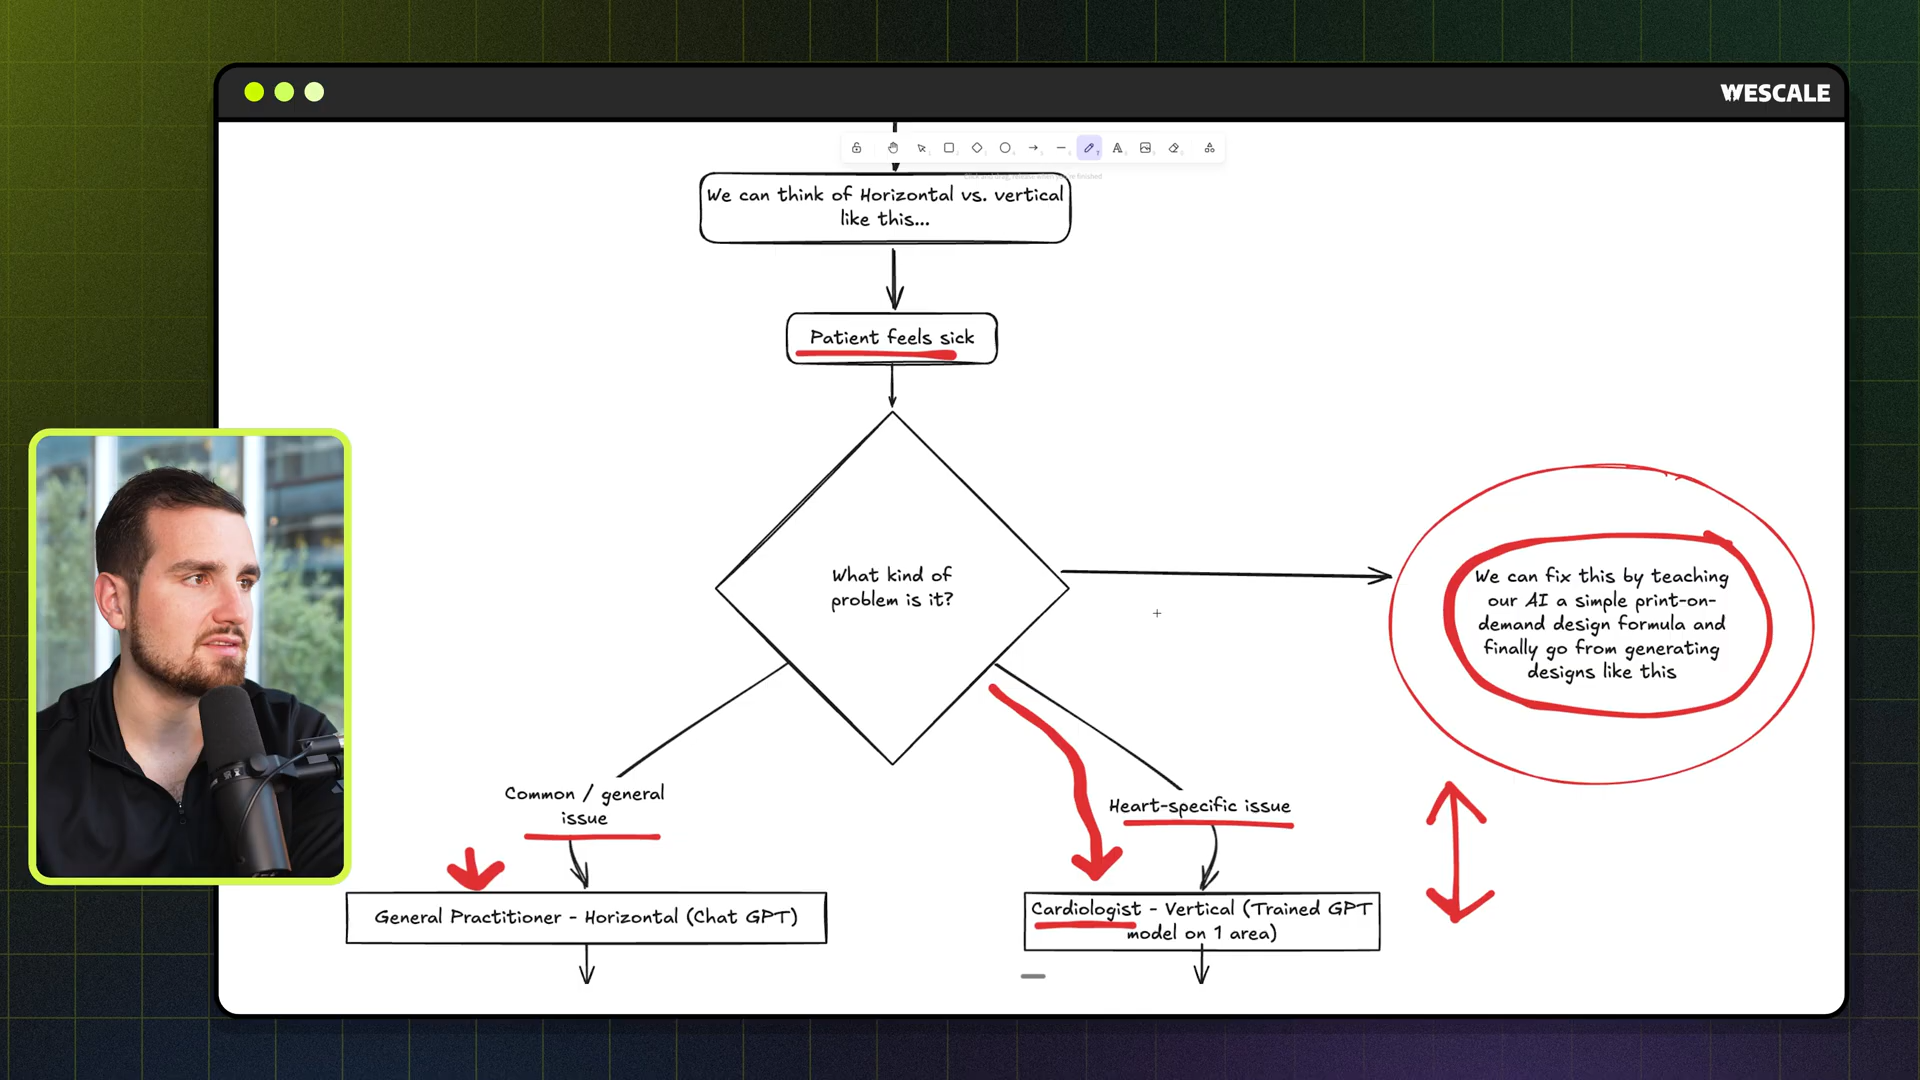 WESCALE
We can think of Horizontal vs. vertical
like this...
Patient feels sick
What kind of
problem is it?
We can fix this by teaching
our AI a simple print-on-
demand design formula and
finally go from generating
designs like this
Common / general
issue
Heart-specific issue
General Practitioner - Horizontal (Chat GPT)
Cardiologist - Vertical (Trained GPT
model on 1 area)